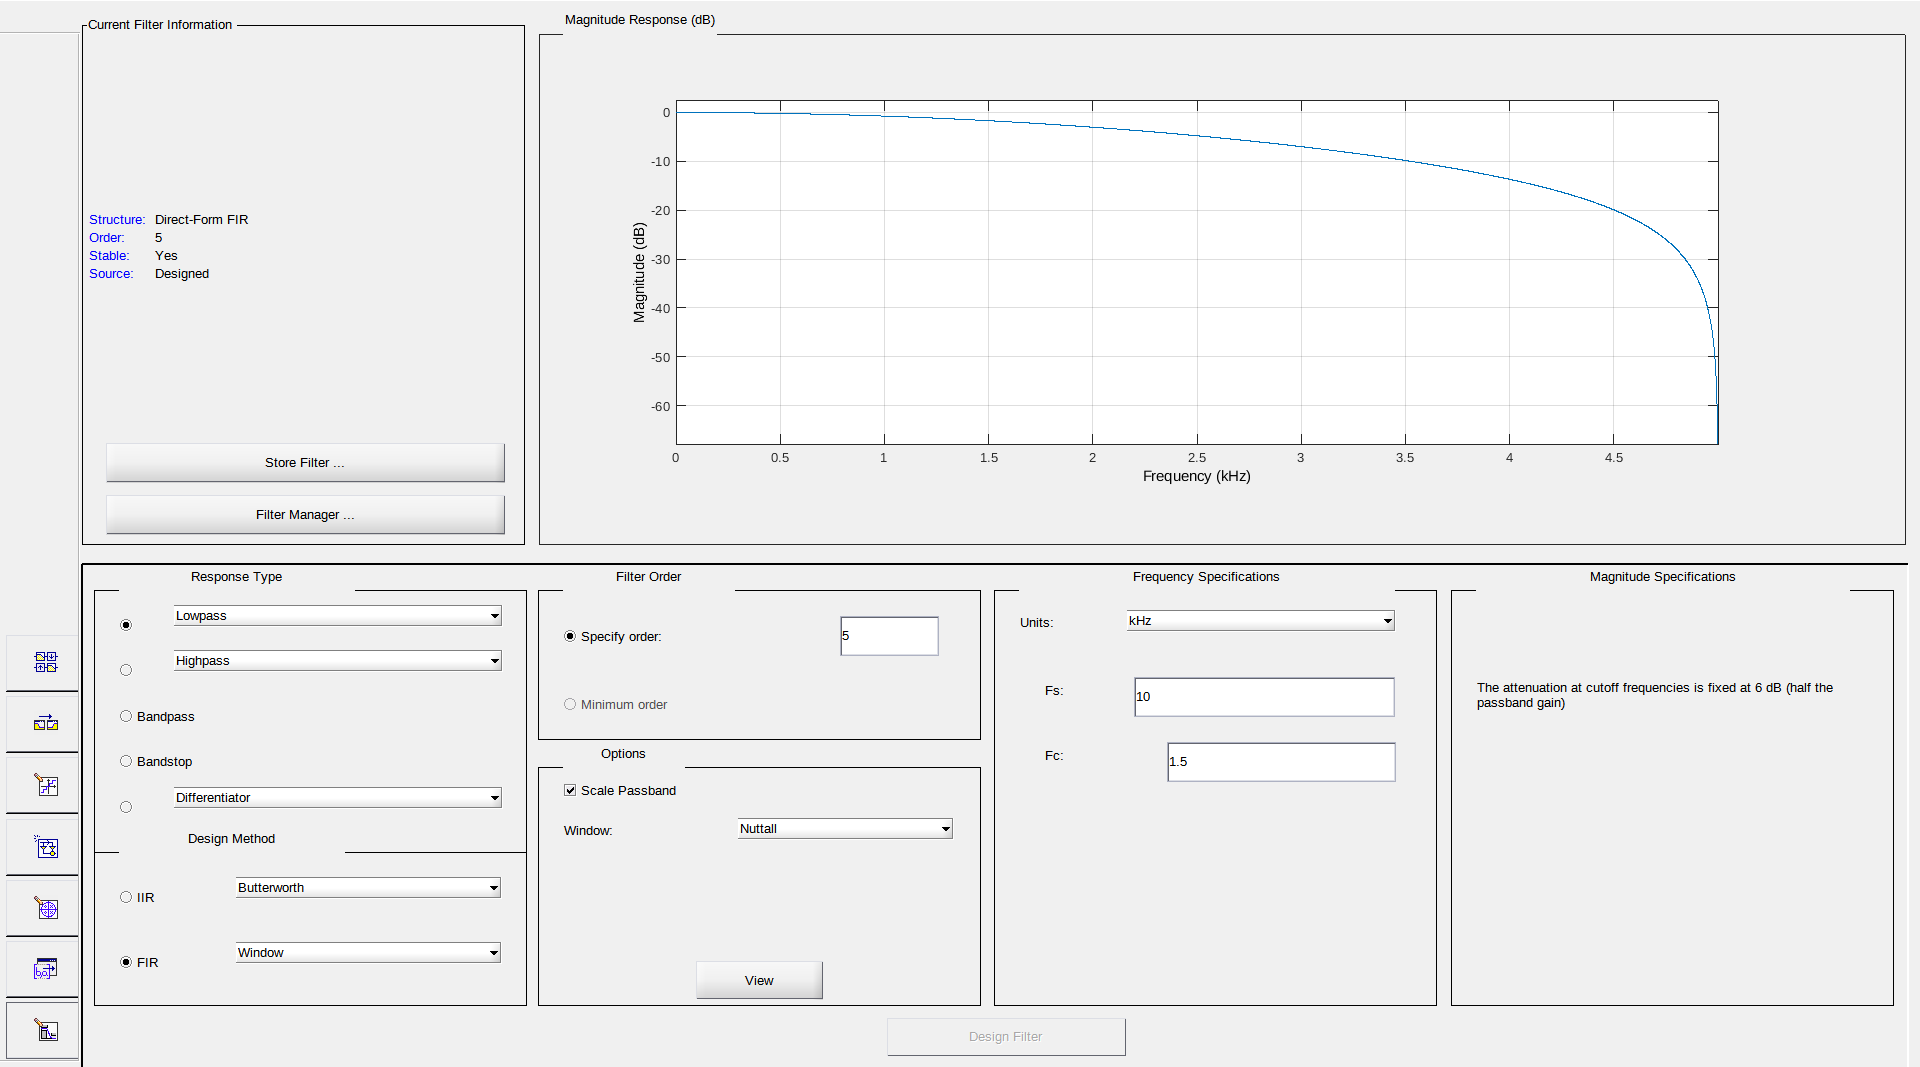 Current Filter Information
Structure: Direct-Form FIR
Order: 5
Stable: Yes
Source: Designed
Store Filter ...
Filter Manager ...
Magnitude Response (dB)
0
-10
-20
-30
-40
-50
-60
Magnitude (dB)
0 0.5 1 1.5 2 2.5 3 3.5 4 4.5
Frequency (kHz)
Response Type
Lowpass
Highpass
Bandpass
Bandstop
Differentiator
Design Method
IIR Butterworth
FIR Window
Filter Order
Specify order: 5
Minimum order
Options
Scale Passband
Window: Nuttall
View
Frequency Specifications
Units: kHz
Fs: 10
Fc: 1.5
Magnitude Specifications
The attenuation at cutoff frequencies is fixed at 6 dB (half the
passband gain)
Design Filter